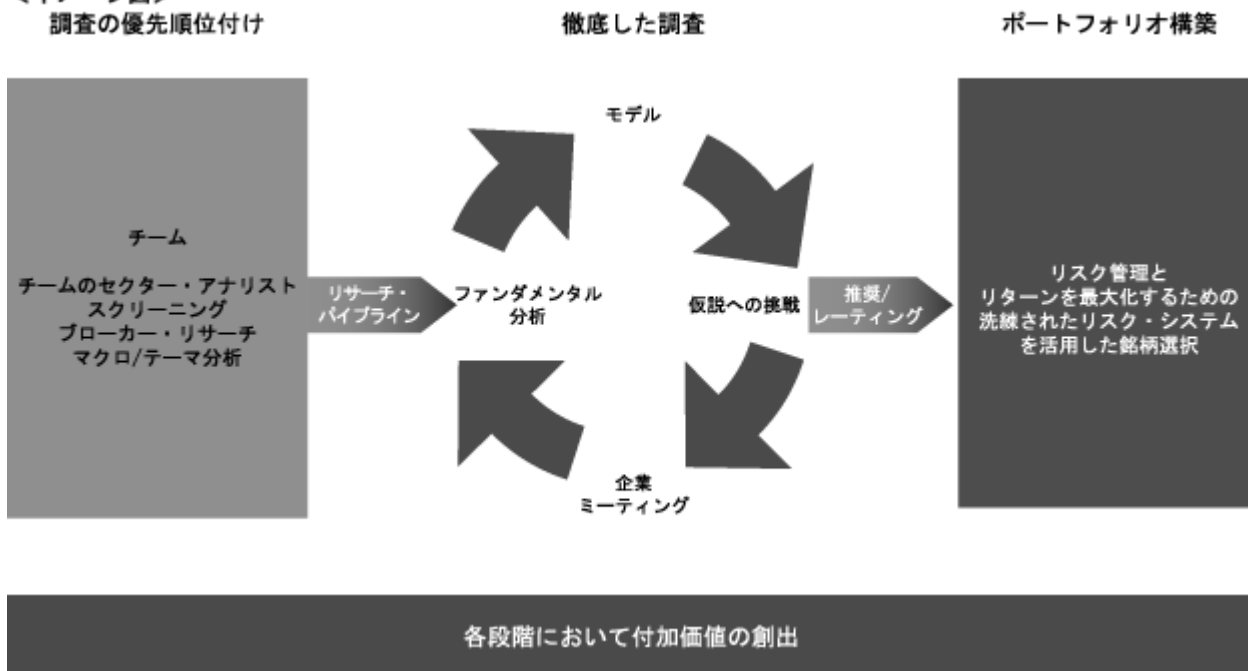 調査の優先順位付け
徹底した調査
ポートフォリオ構築
チーム
チームのセクター・アナリスト
スクリーニング
ブローカー・リサーチ
マクロ/テーマ分析
リサーチ・
パイプライン
モデル
ファンダメンタル
分析
仮説への挑戦
企業
ミーティング
推奨/
レーティング
リスク管理と
リターンを最大化するための
洗練されたリスク・システム
を活用した銘柄選択
各段階において付加価値の創出